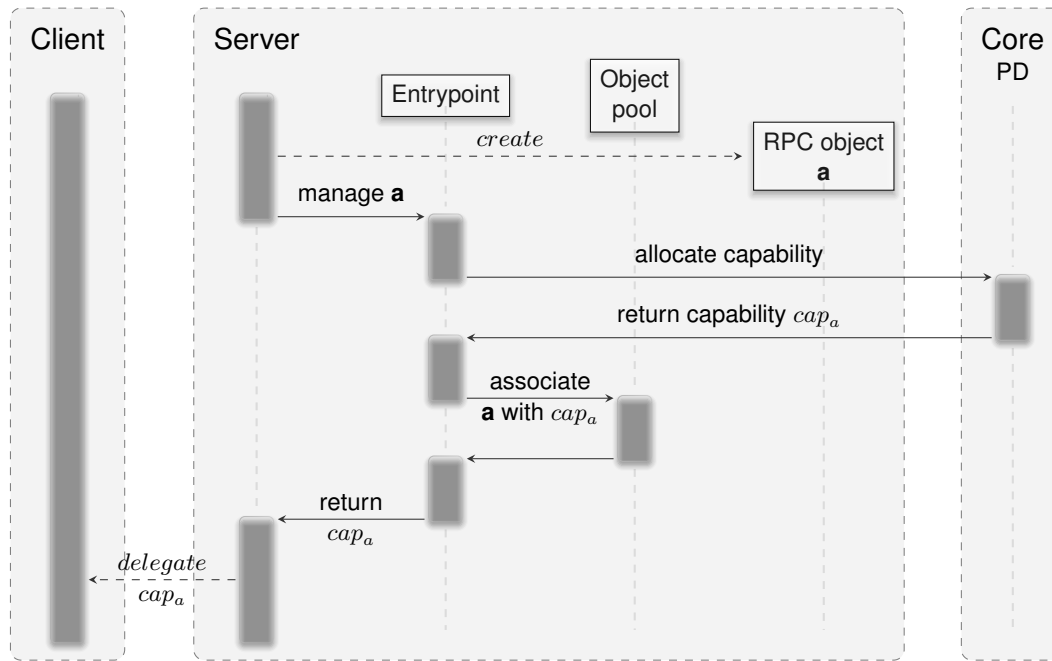 Client
Server
Core
PD
Entrypoint
Object
pool
create
RPC object
a
manage a
allocate capability
return capability cap_a
associate
a with cap_a
return
cap_a
delegate
cap_a